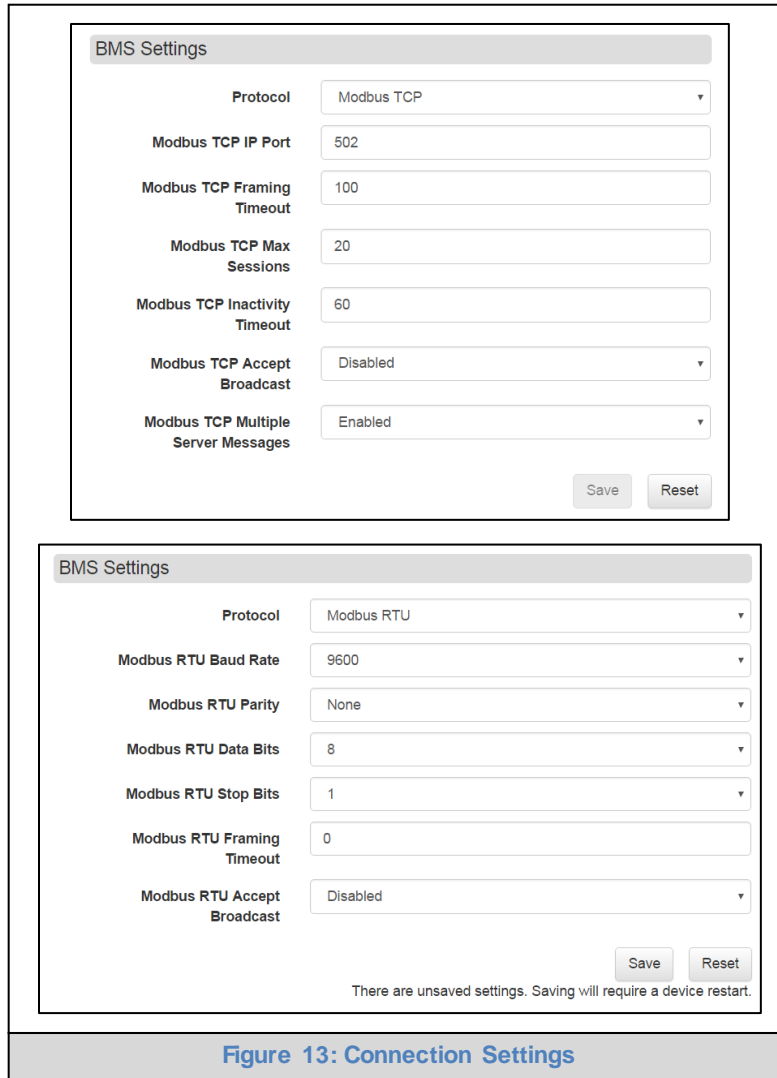 BMS Settings
Protocol
Modbus TCP
Modbus TCP IP Port
502
Modbus TCP Framing
Timeout
100
Modbus TCP Max
Sessions
20
Modbus TCP Inactivity
Timeout
60
Modbus TCP Accept
Broadcast
Disabled
Modbus TCP Multiple
Server Messages
Enabled
Save
Reset
BMS Settings
Protocol
Modbus RTU
Modbus RTU Baud Rate
9600
Modbus RTU Parity
None
Modbus RTU Data Bits
8
Modbus RTU Stop Bits
1
Modbus RTU Framing
Timeout
0
Modbus RTU Accept
Broadcast
Disabled
Save
Reset
There are unsaved settings. Saving will require a device restart.
Figure 13: Connection Settings